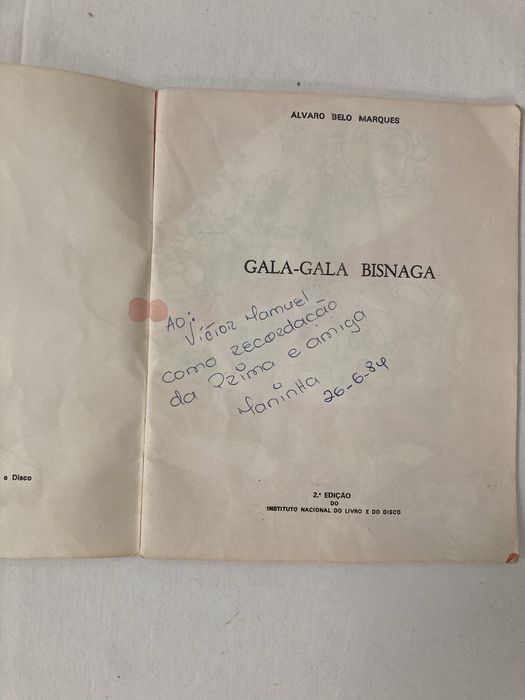 e Disco
ÁLVARO BELO MARQUES
GALA-GALA BISNAGA
AO:
Victor Manuel
como recordação
da Prima e amiga
Maninha
26-6-84
2.ª EDIÇÃO
DO
INSTITUTO NACIONAL DO LIVRO E DO DISCO